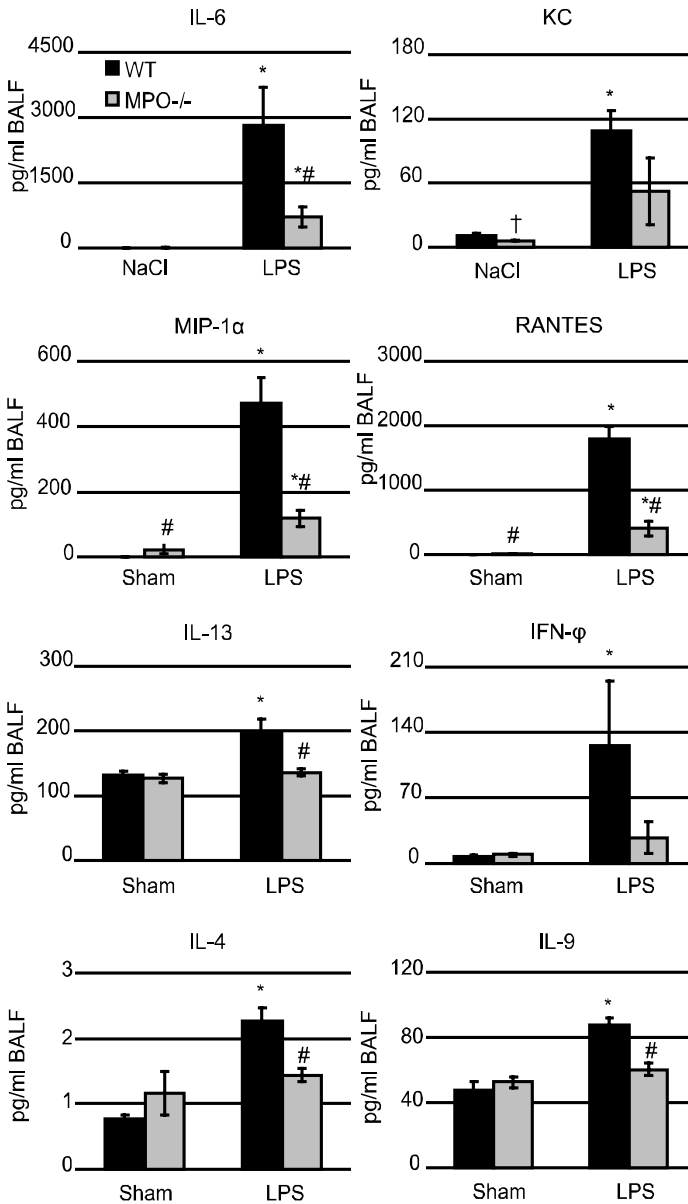 IL-6
4500
3000
1500
0
pg/ml BALF
WT
MPO-/-
*
*#
NaCl
LPS
KC
180
120
60
0
pg/ml BALF
†
*
NaCl
LPS
MIP-1α
600
400
200
0
pg/ml BALF
#
*
*#
Sham
LPS
RANTES
3000
2000
1000
0
pg/ml BALF
#
*
*#
Sham
LPS
IL-13
300
200
100
0
pg/ml BALF
*
#
Sham
LPS
IFN-φ
210
140
70
0
pg/ml BALF
*
Sham
LPS
IL-4
3
2
1
0
pg/ml BALF
*
#
Sham
LPS
IL-9
120
80
40
0
pg/ml BALF
*
#
Sham
LPS